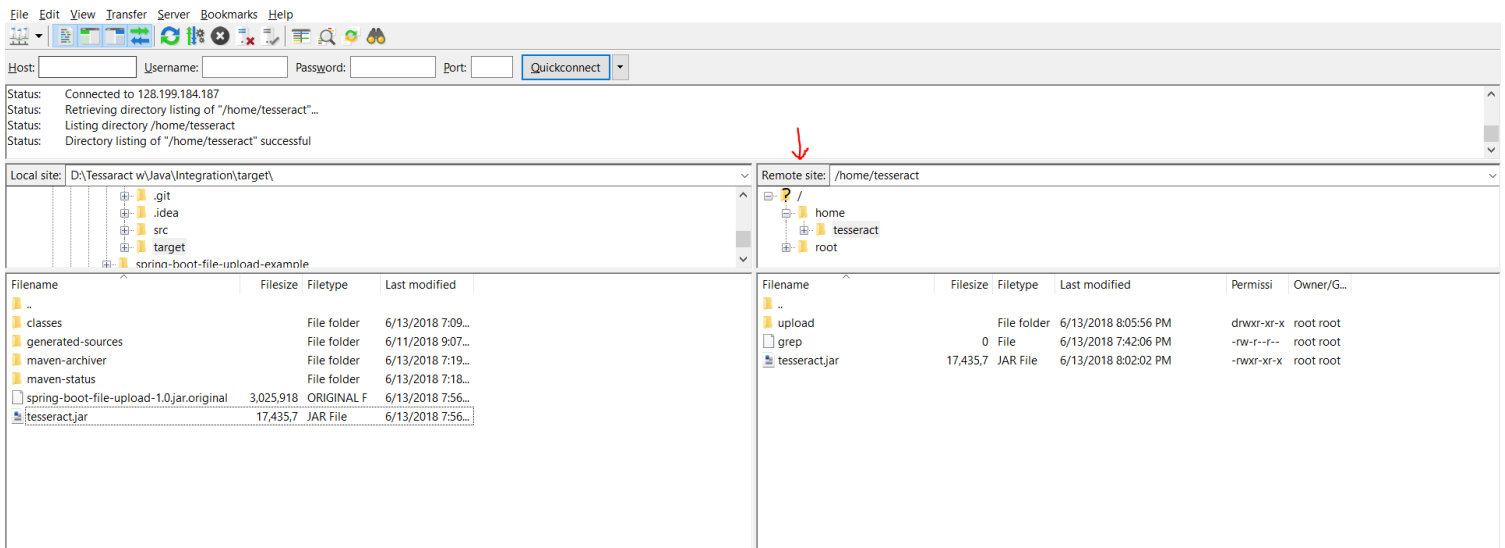 File Edit View Transfer Server Bookmarks Help
Host: Username: Password: Port: Quickconnect
Status: Connected to 128.199.184.187
Status: Retrieving directory listing of "/home/tesseract"...
Status: Listing directory /home/tesseract
Status: Directory listing of "/home/tesseract" successful
Local site: D:\Tessaract w\Java\Integration\target\
.git
.idea
src
target
spring-boot-file-upload-example
Filename Filesize Filetype Last modified
..
classes File folder 6/13/2018 7:09...
generated-sources File folder 6/11/2018 9:07...
maven-archiver File folder 6/13/2018 7:19...
maven-status File folder 6/13/2018 7:18...
spring-boot-file-upload-1.0.jar.original 3,025,918 ORIGINAL F 6/13/2018 7:56...
tesseract.jar 17,435,7 JAR File 6/13/2018 7:56...
Remote site: /home/tesseract
? /
home
tesseract
root
Filename Filesize Filetype Last modified Permissi Owner/G...
..
upload File folder 6/13/2018 8:05:56 PM drwxr-xr-x root root
grep 0 File 6/13/2018 7:42:06 PM -rw-r--r-- root root
tesseract.jar 17,435,7 JAR File 6/13/2018 8:02:02 PM -rwxr-xr-x root root